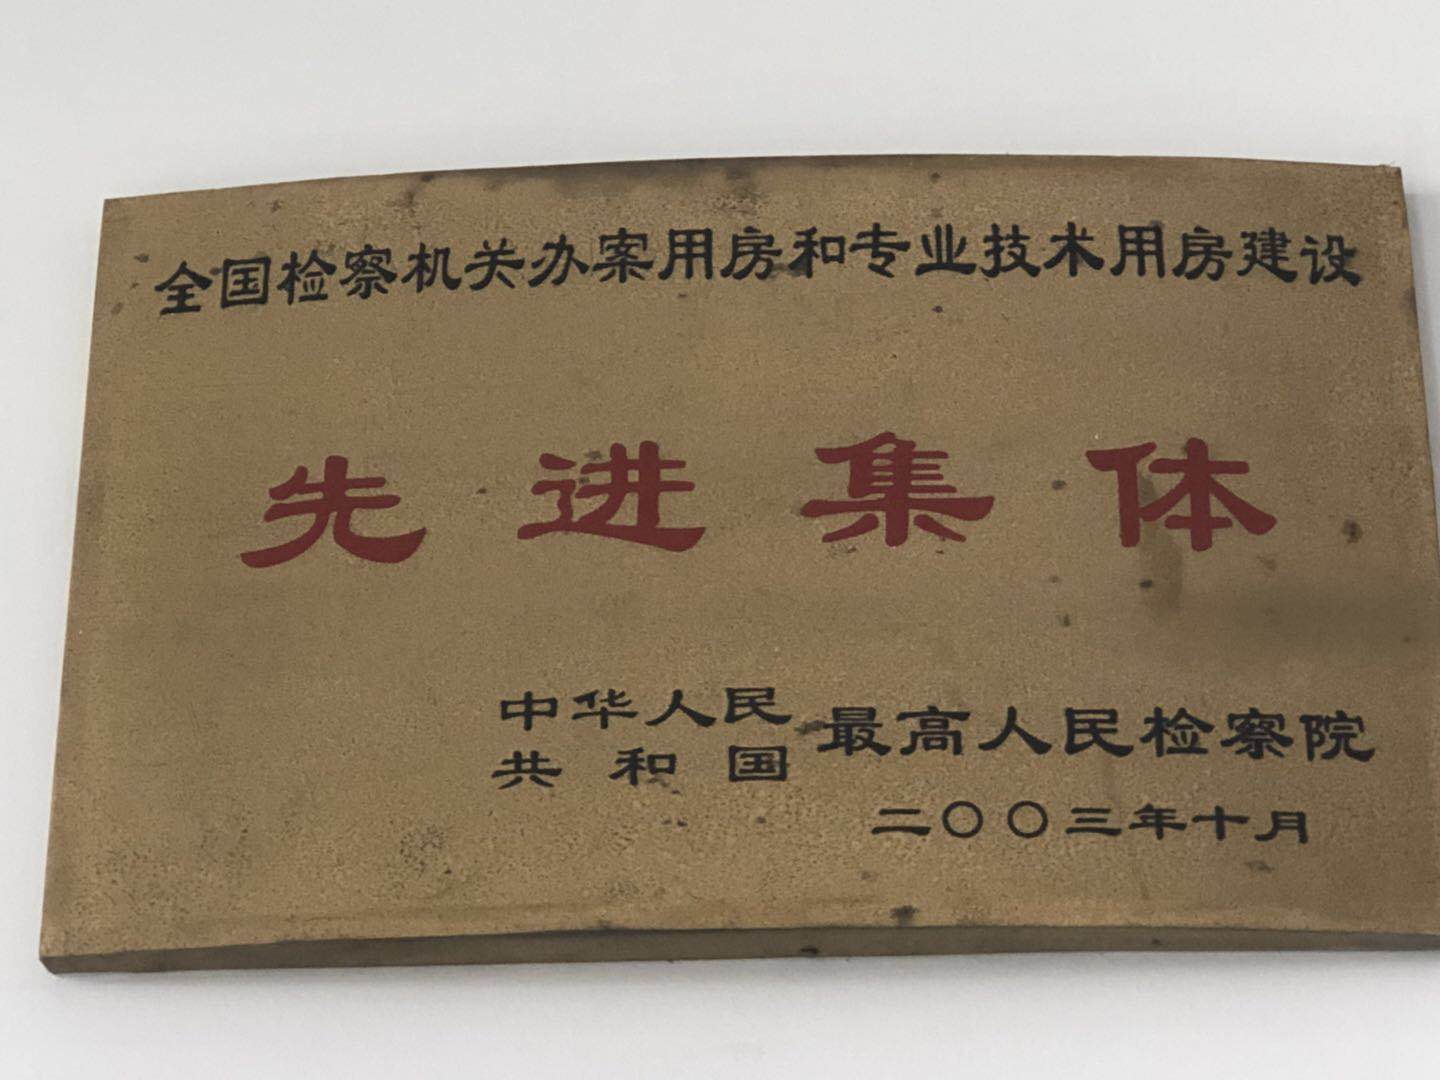 全国检察机关办案用房和专业技术用房建设
先进集体
中华人民
共和国
最高人民检察院
二〇〇三年十月